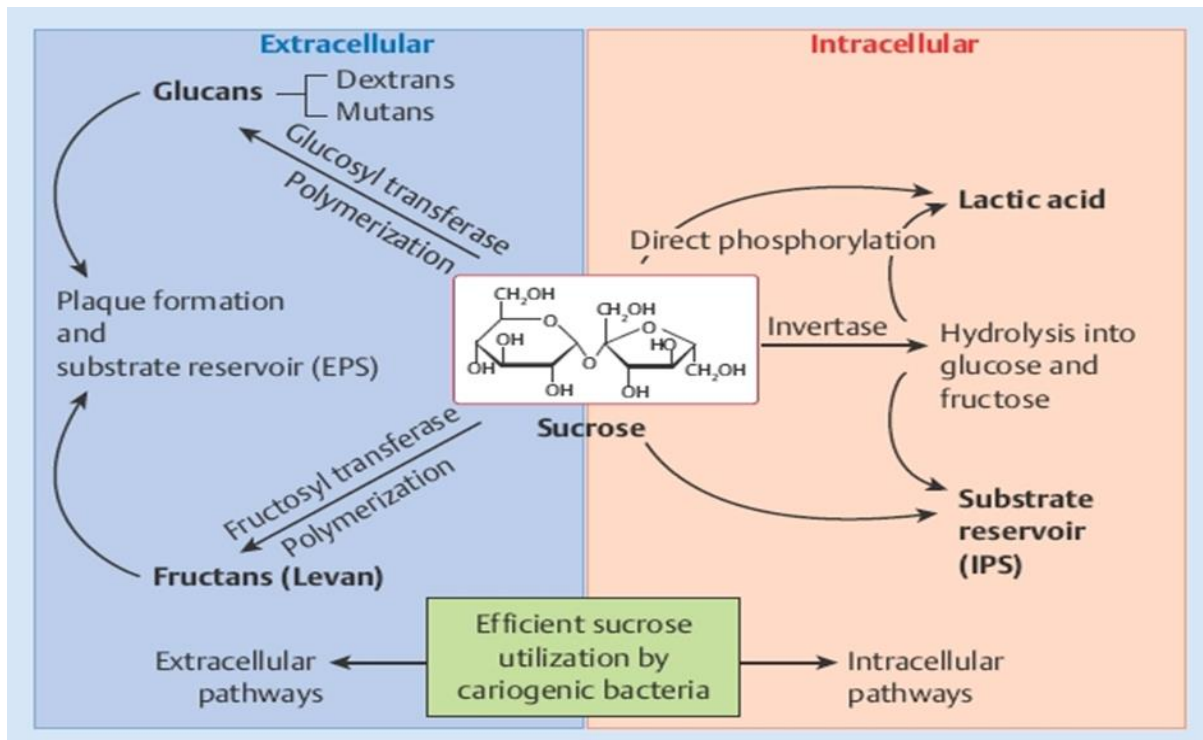 Extracellular
Glucans
Dextrans
Mutans
Glucosyl transferase
Polymerization
Plaque formation
and
substrate reservoir (EPS)
Fructosyl transferase
Polymerization
Fructans (Levan)
Extracellular
pathways
CH₂OH
O
OH
OH
OH
O
CH₂OH
O
HO
CH₂OH
OH
Sucrose
Efficient sucrose
utilization by
cariogenic bacteria
Intracellular
Lactic acid
Direct phosphorylation
Invertase
Hydrolysis into
glucose and
fructose
Substrate
reservoir
(IPS)
Intracellular
pathways